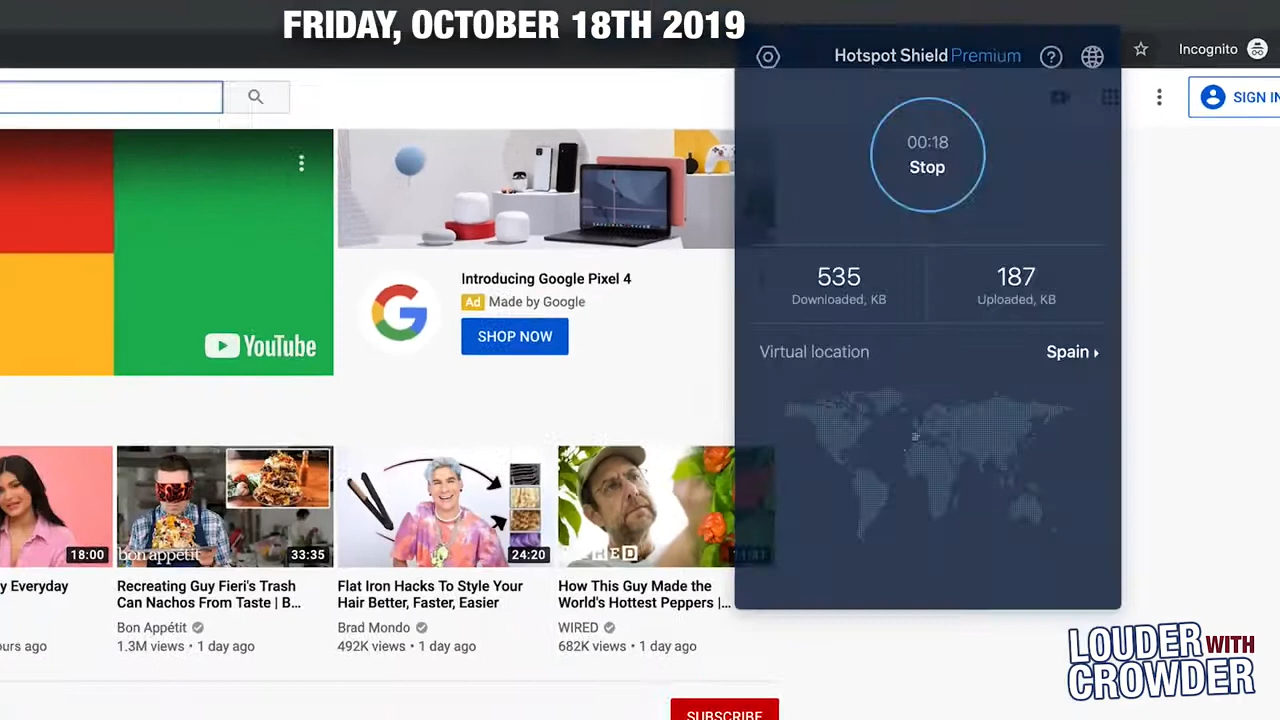 FRIDAY, OCTOBER 18TH 2019
Hotspot Shield Premium
?
Incognito
SIGN IN
00:18
Stop
535
Downloaded, KB
187
Uploaded, KB
Virtual location
Spain
YouTube
Introducing Google Pixel 4
Ad Made by Google
SHOP NOW
18:00
bon appétit
33:35
24:20
WIRED
y Everyday
ours ago
Recreating Guy Fieri's Trash
Can Nachos From Taste | B...
Bon Appétit
1.3M views • 1 day ago
Flat Iron Hacks To Style Your
Hair Better, Faster, Easier
Brad Mondo
492K views • 1 day ago
How This Guy Made the
World's Hottest Peppers |...
WIRED
682K views • 1 day ago
SUBSCRIBE
LOUDER WITH
CROWDER